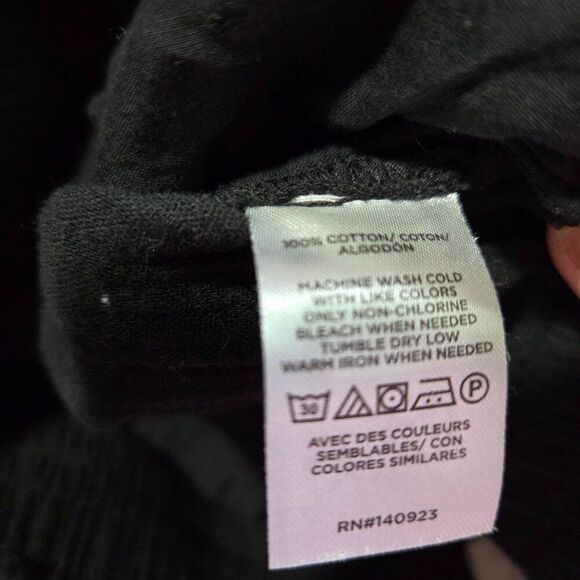 100% COTTON/ COTON/
ALGODÓN
MACHINE WASH COLD
WITH LIKE COLORS
ONLY NON-CHLORINE
BLEACH WHEN NEEDED
TUMBLE DRY LOW
WARM IRON WHEN NEEDED
30 P
AVEC DES COULEURS
SEMBLABLES/ CON
COLORES SIMILARES
RN#140923